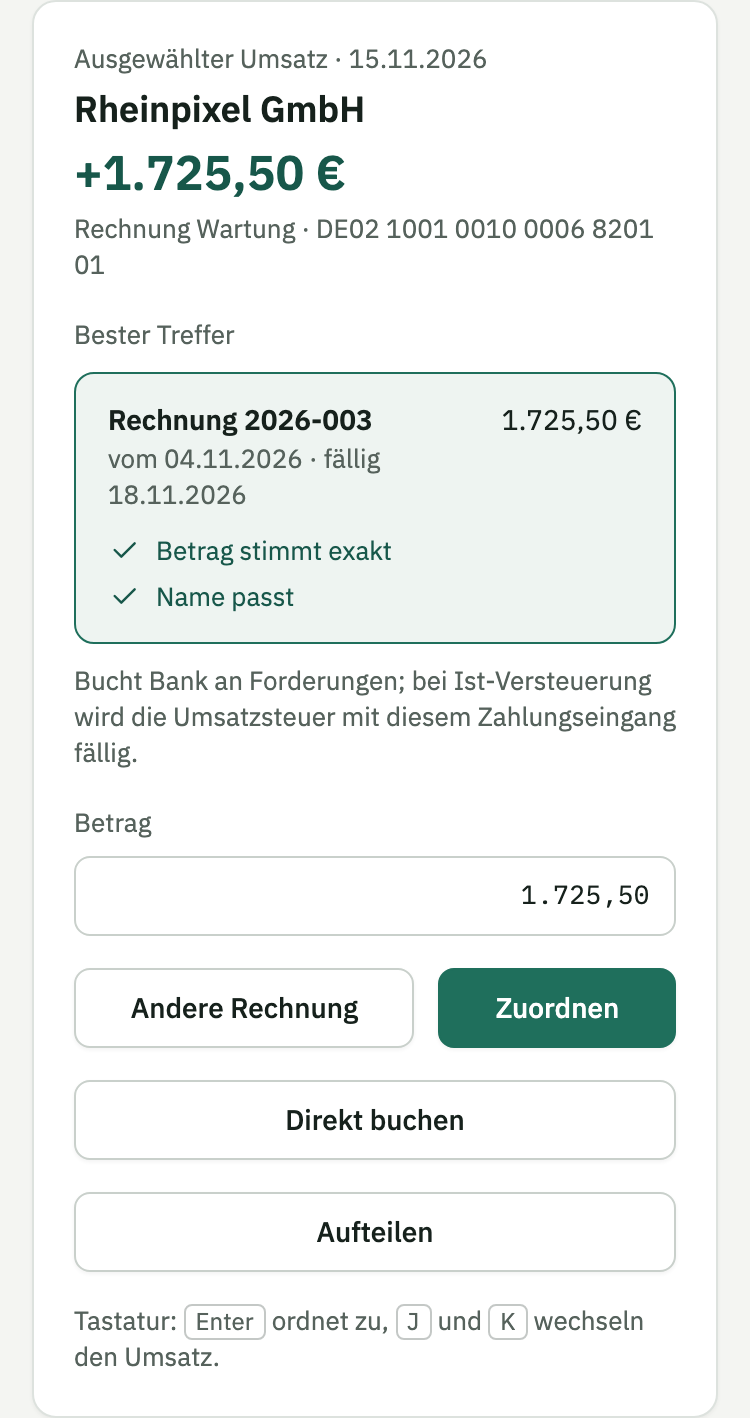 Ausgewählter Umsatz · 15.11.2026
Rheinpixel GmbH
+1.725,50 €
Rechnung Wartung · DE02 1001 0010 0006 8201
01
Bester Treffer
Rechnung 2026-003 1.725,50 €
vom 04.11.2026 · fällig
18.11.2026
Betrag stimmt exakt
Name passt
Bucht Bank an Forderungen; bei Ist-Versteuerung
wird die Umsatzsteuer mit diesem Zahlungseingang
fällig.
Betrag
1.725,50
Andere Rechnung Zuordnen
Direkt buchen
Aufteilen
Tastatur: Enter ordnet zu, J und K wechseln
den Umsatz.